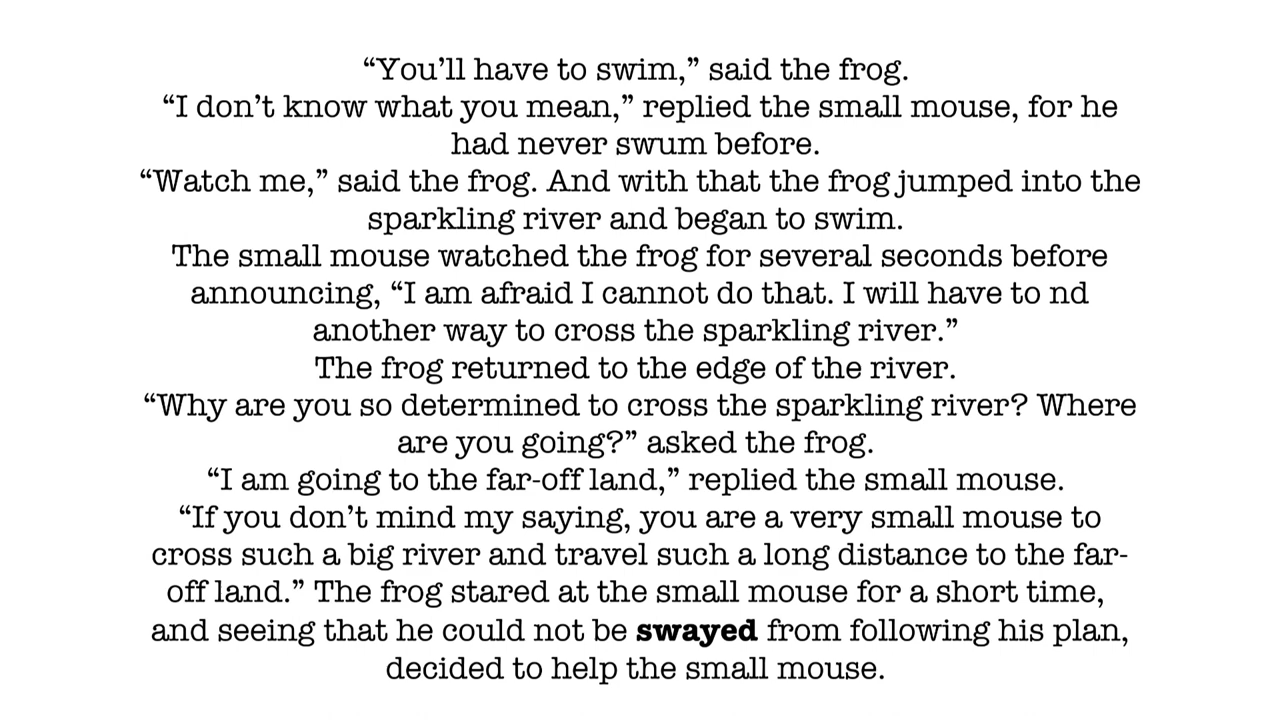 “You’ll have to swim,” said the frog.
“I don’t know what you mean,” replied the small mouse, for he
had never swum before.
“Watch me,” said the frog. And with that the frog jumped into the
sparkling river and began to swim.
The small mouse watched the frog for several seconds before
announcing, “I am afraid I cannot do that. I will have to nd
another way to cross the sparkling river.”
The frog returned to the edge of the river.
“Why are you so determined to cross the sparkling river? Where
are you going?” asked the frog.
“I am going to the far-off land,” replied the small mouse.
“If you don’t mind my saying, you are a very small mouse to
cross such a big river and travel such a long distance to the far-
off land.” The frog stared at the small mouse for a short time,
and seeing that he could not be swayed from following his plan,
decided to help the small mouse.